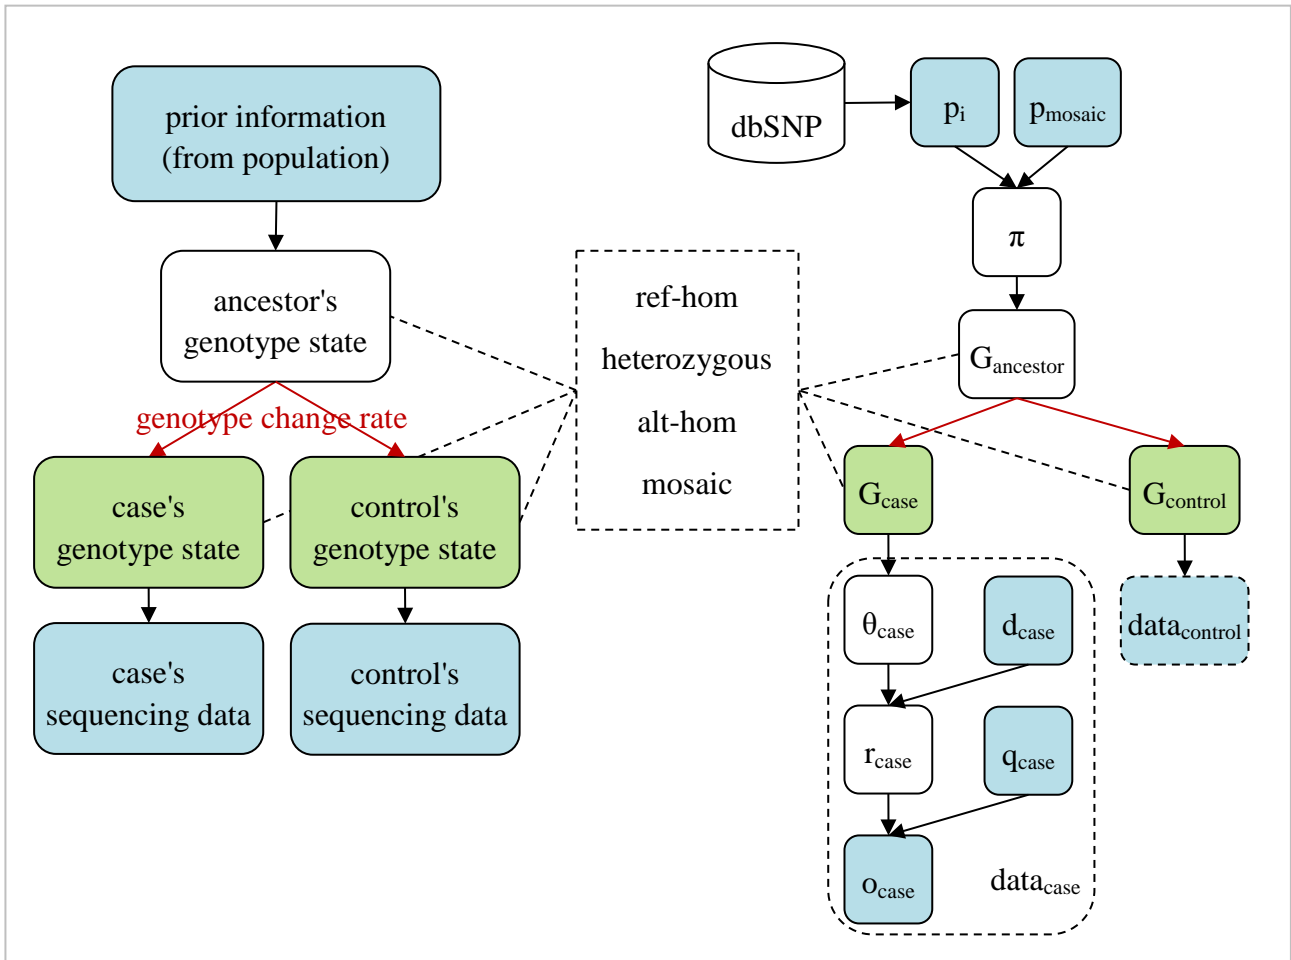 prior information
(from population)
ancestor's
genotype state
genotype change rate
case's
genotype state
control's
genotype state
case's
sequencing data
control's
sequencing data
ref-hom
heterozygous
alt-hom
mosaic
dbSNP
pi
pmosaic
π
Gancestor
Gcase
Gcontrol
θcase
dcase
datacontrol
rcase
qcase
ocase
datacase